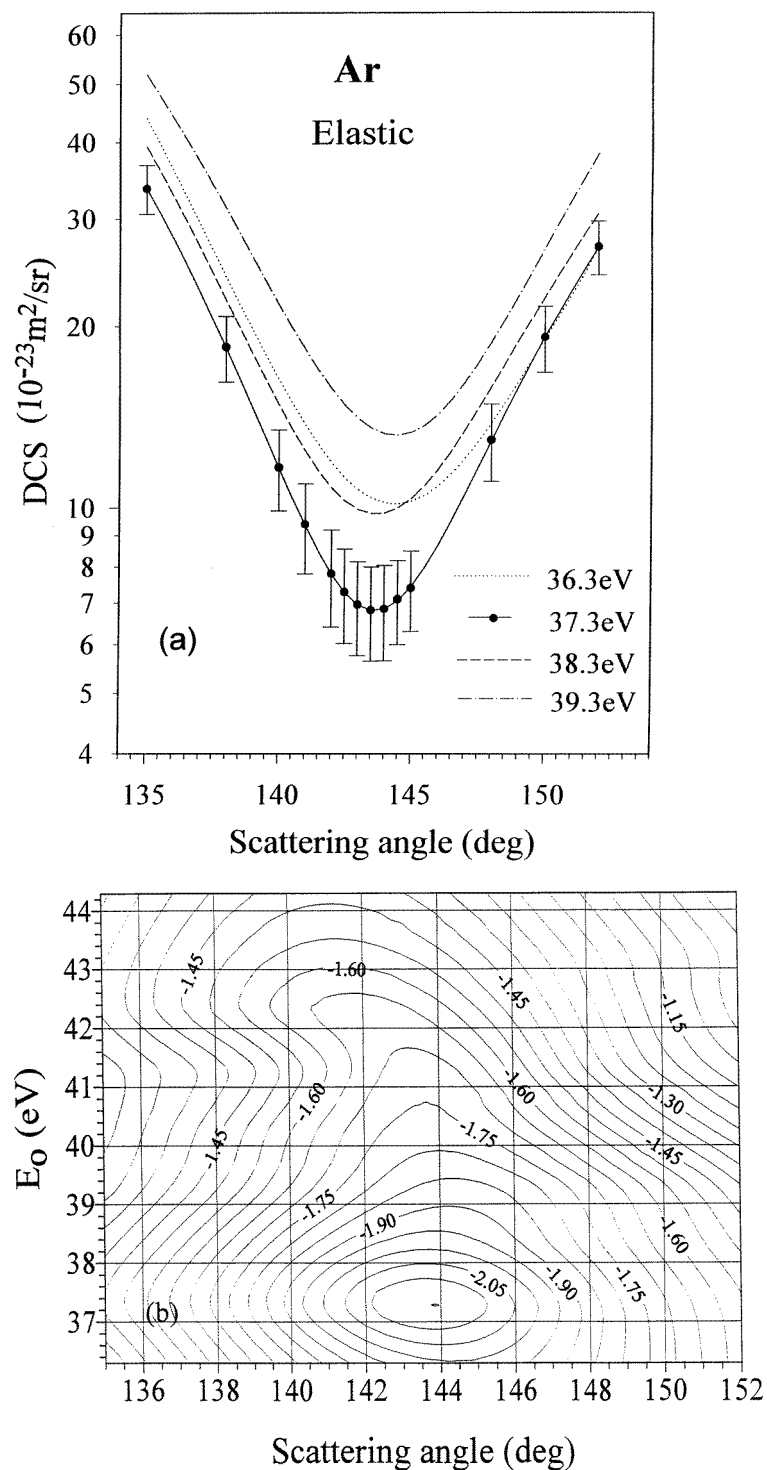 60
50
40
30
20
10
9
8
7
6
5
4
DCS (10⁻²³m²/sr)
Ar
Elastic
(a)
36.3eV
37.3eV
38.3eV
39.3eV
135 140 145 150
Scattering angle (deg)
44
43
42
41
40
39
38
37
E₀ (eV)
-1.45
-1.60
-1.45
-1.15
-1.60
-1.60
-1.30
-1.45
-1.75
-1.45
-1.75
-1.90
-1.60
-2.05
-1.90
-1.75
(b)
136 138 140 142 144 146 148 150 152
Scattering angle (deg)